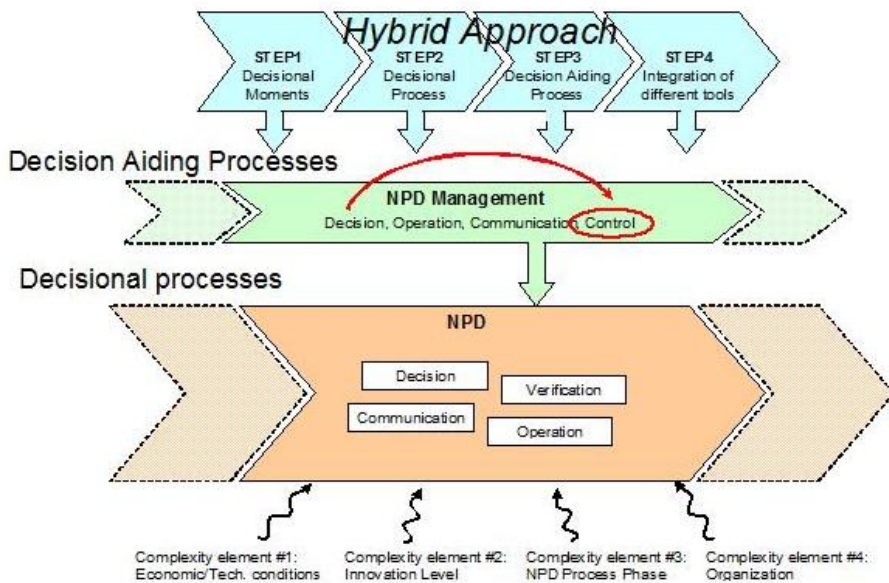 Hybrid Approach
STEP1
Decisional
Moments
STEP2
Decisional
Process
STEP3
Decision Aiding
Process
STEP4
Integration of
different tools
Decision Aiding Processes
NPD Management
Decision, Operation, Communication, Control
Decisional processes
NPD
Decision
Verification
Communication
Operation
Complexity element #1:
Economic/Tech. conditions
Complexity element #2:
Innovation Level
Complexity element #3:
NPD Process Phase
Complexity element #4:
Organization